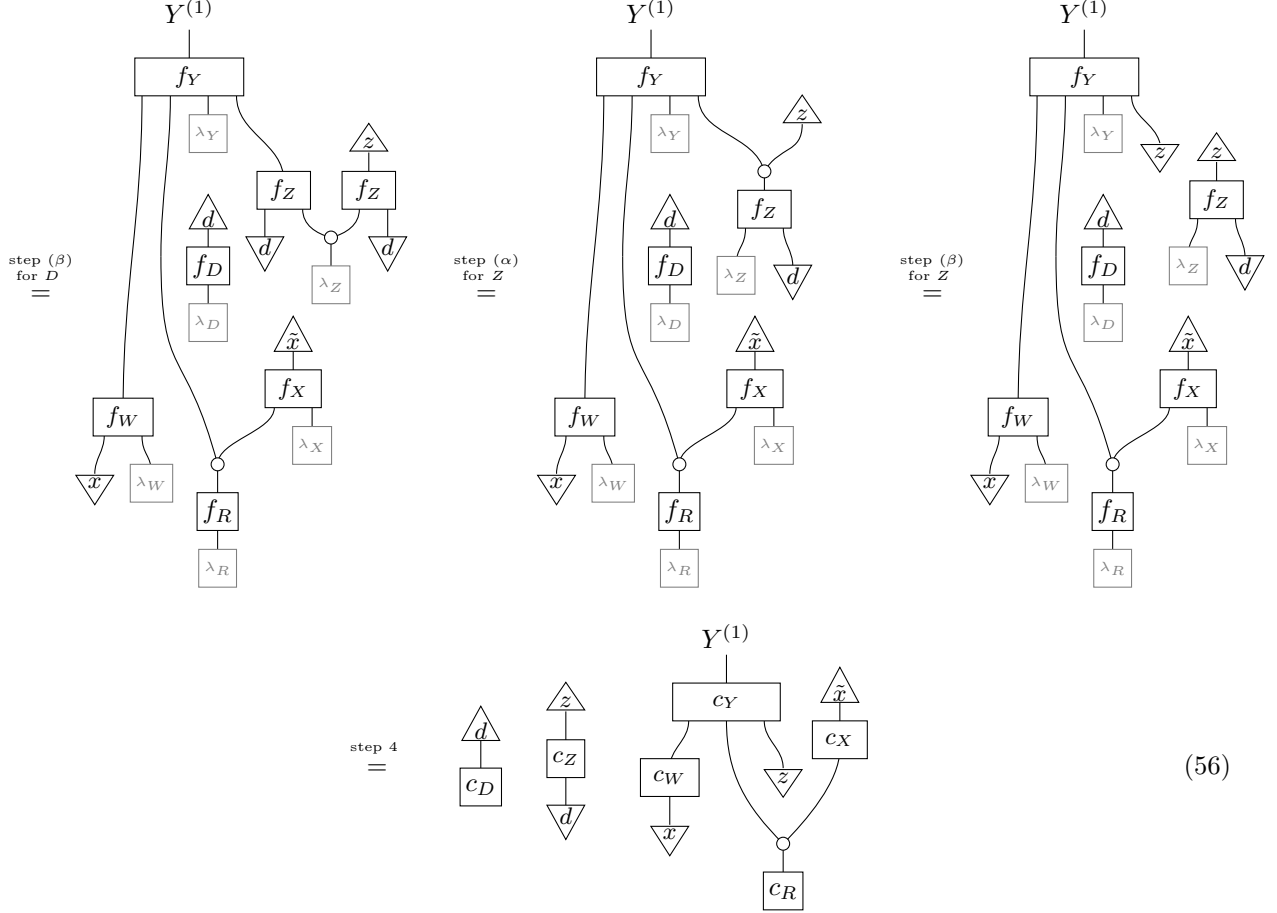 Y^{(1)} Y^{(1)} Y^{(1)}
f_Y f_Y f_Y
λ_Y λ_Y λ_Y
z z z z
f_Z f_Z f_Z f_Z
d d d
d d λ_Z λ_Z d d
step (β) for D = step (α) for Z = step (β) for Z =
f_D f_D f_D
λ_Z
λ_D λ_D λ_D
x̃ x̃ x̃
f_X f_X f_X
f_W f_W f_W
λ_X λ_X λ_X
x λ_W x λ_W x λ_W
f_R f_R f_R
λ_R λ_R λ_R
Y^{(1)}
z c_Y x̃
d c_X
step 4 = c_Z c_W z (56)
c_D
d x
c_R